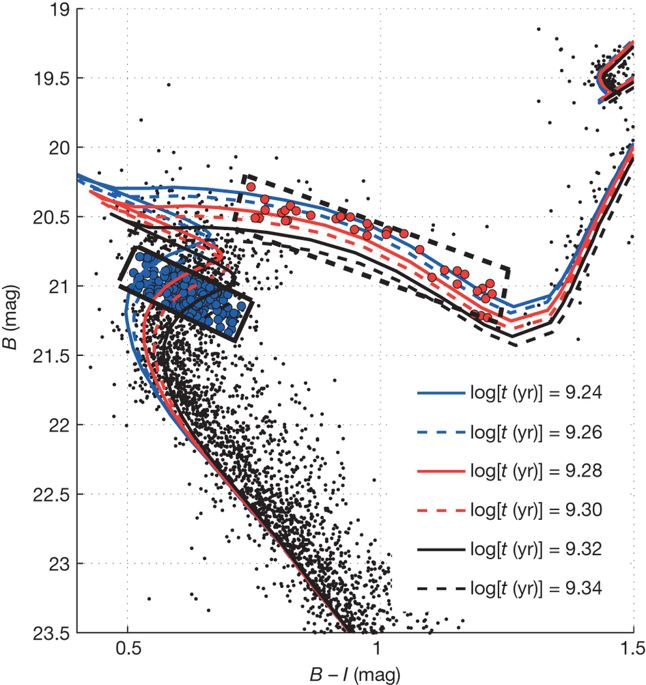 19
19.5
20
20.5
21
21.5
22
22.5
23
23.5
B (mag)
0.5
1
1.5
B – I (mag)
log[t (yr)] = 9.24
log[t (yr)] = 9.26
log[t (yr)] = 9.28
log[t (yr)] = 9.30
log[t (yr)] = 9.32
log[t (yr)] = 9.34